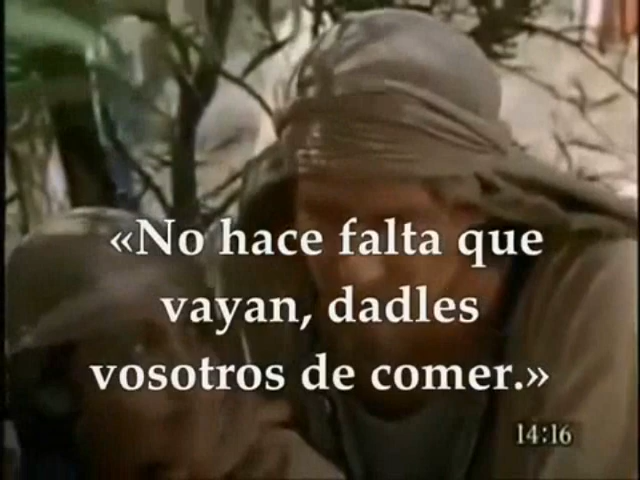 «No hace falta que
vayan, dadles
vosotros de comer.»
14:16